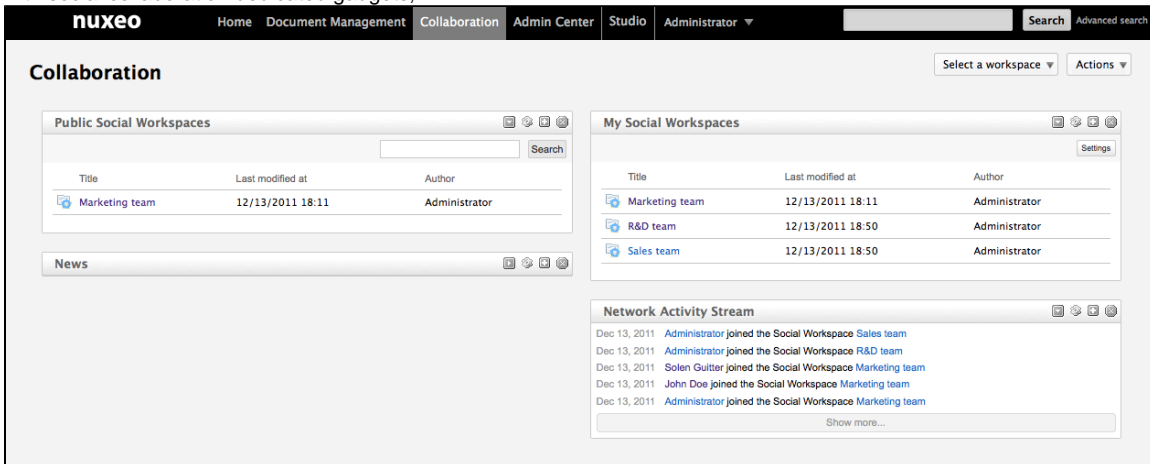 nuxeo Home Document Management Collaboration Admin Center Studio Administrator Search Advanced search
Collaboration
Select a workspace Actions
Public Social Workspaces
Search
Title Last modified at Author
Marketing team 12/13/2011 18:11 Administrator
News
My Social Workspaces
Settings
Title Last modified at Author
Marketing team 12/13/2011 18:11 Administrator
R&D team 12/13/2011 18:50 Administrator
Sales team 12/13/2011 18:50 Administrator
Network Activity Stream
Dec 13, 2011 Administrator joined the Social Workspace Sales team
Dec 13, 2011 Administrator joined the Social Workspace R&D team
Dec 13, 2011 Solen Guitter joined the Social Workspace Marketing team
Dec 13, 2011 John Doe joined the Social Workspace Marketing team
Dec 13, 2011 Administrator joined the Social Workspace Marketing team
Show more...